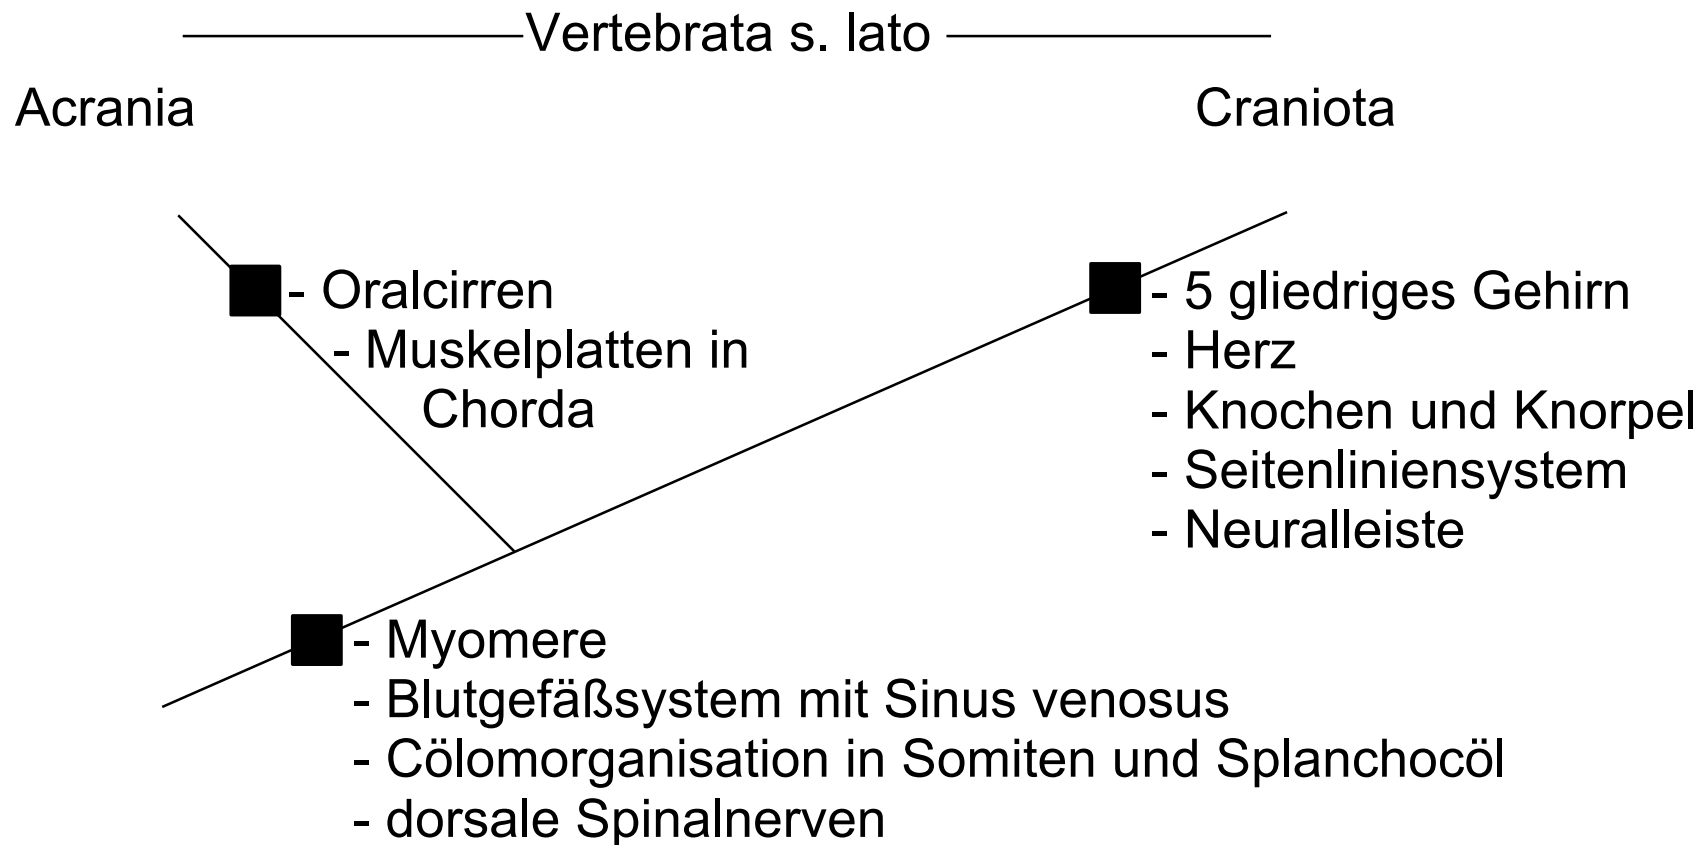 Vertebrata s. lato
Acrania
Craniota
- Oralcirren
- Muskelplatten in
Chorda
- 5 gliedriges Gehirn
- Herz
- Knochen und Knorpel
- Seitenliniensystem
- Neuralleiste
- Myomere
- Blutgefäßsystem mit Sinus venosus
- Cölomorganisation in Somiten und Splanchocöl
- dorsale Spinalnerven